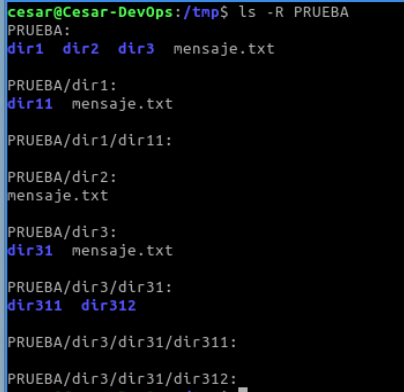 cesar@Cesar-DevOps:/tmp$ ls -R PRUEBA
PRUEBA:
dir1  dir2  dir3  mensaje.txt

PRUEBA/dir1:
dir11  mensaje.txt

PRUEBA/dir1/dir11:

PRUEBA/dir2:
mensaje.txt

PRUEBA/dir3:
dir31  mensaje.txt

PRUEBA/dir3/dir31:
dir311  dir312

PRUEBA/dir3/dir31/dir311:

PRUEBA/dir3/dir31/dir312: